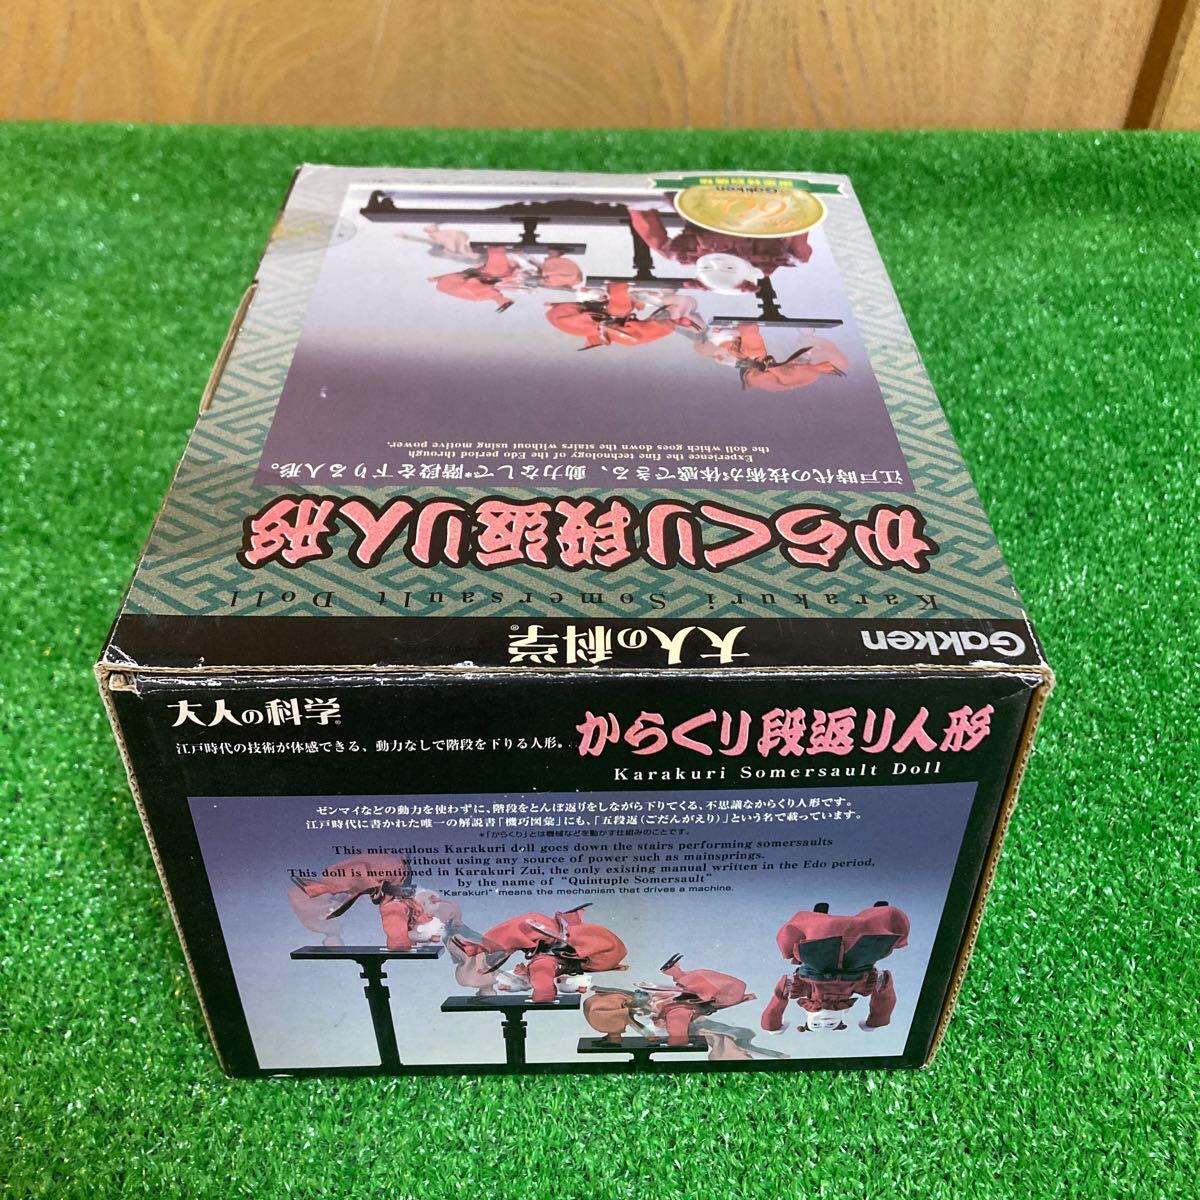 Gakken
江戸時代の技術が体感できる、動力なしで*階段を下りる人形。
Experience the fine technology of the Edo period through
the doll which goes down the stairs without using motive power.
からくり段返り人形
Karakuri Somersault Doll
Gakken
大人の科学®
大人の科学®
江戸時代の技術が体感できる、動力なしで階段を下りる人形。
からくり段返り人形
Karakuri Somersault Doll
ゼンマイなどの動力を使わずに、階段をとんぼ返りをしながら下りてくる、不思議なからくり人形です。
江戸時代に書かれた唯一の解説書「機巧図彙」にも、「五段返(ごだんがえり)」という名で載っています。
*「からくり」とは機械などを動かす仕組みのことです。
This miraculous Karakuri doll goes down the stairs performing somersaults
without using any source of power such as mainsprings.
This doll is mentioned in Karakuri Zui, the only existing manual written in the Edo period,
by the name of "Quintuple Somersault"
"Karakuri" means the mechanism that drives a machine.